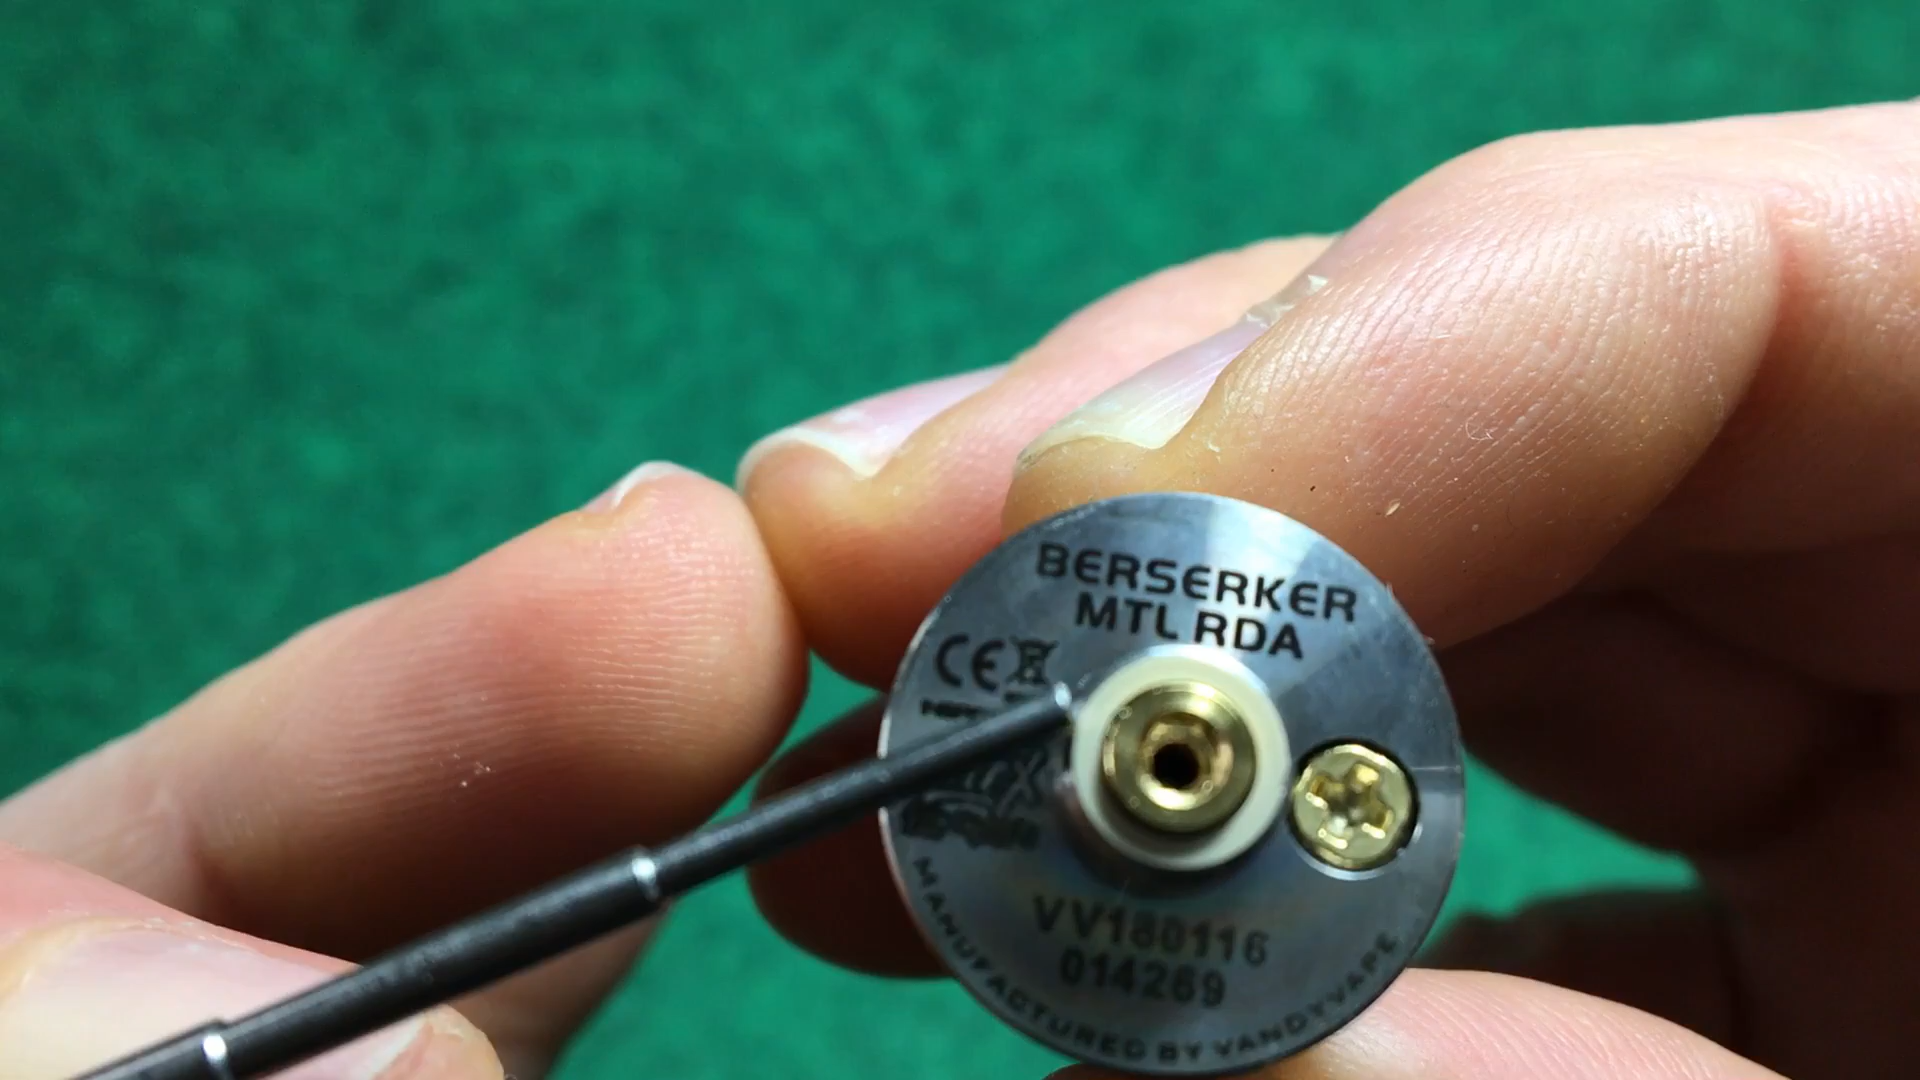 BERSERKER
MTL RDA
CE
VV180116
014269
MANUFACTURED BY VANDYVAPE